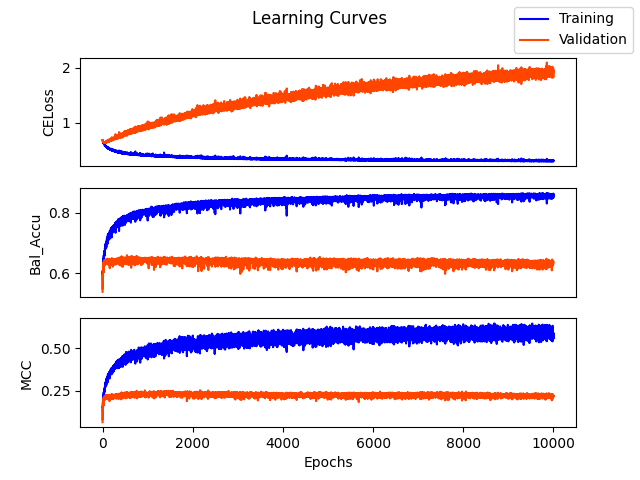 Learning Curves
Training
Validation
CELoss
2
1
Bal_Accu
0.8
0.6
MCC
0.50
0.25
0 2000 4000 6000 8000 10000
Epochs